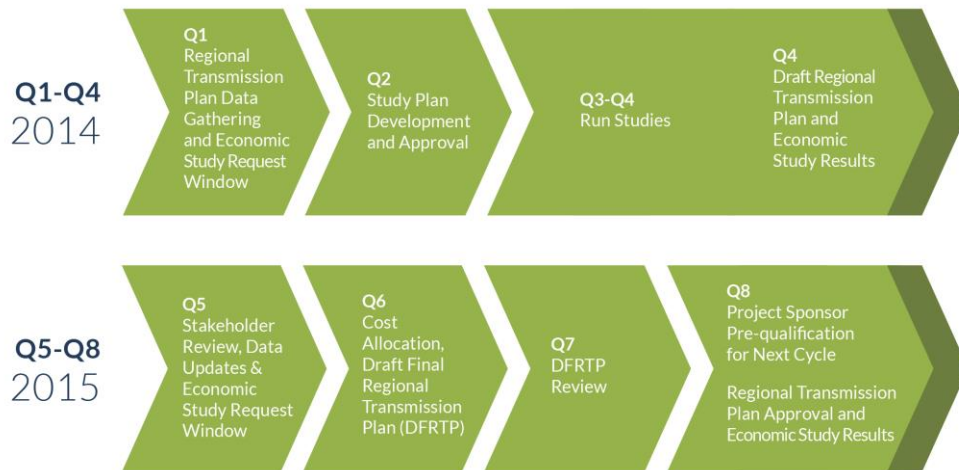 Q1-Q4
2014
Q1
Regional
Transmission
Plan Data
Gathering
and Economic
Study Request
Window
Q2
Study Plan
Development
and Approval
Q3-Q4
Run Studies
Q4
Draft Regional
Transmission
Plan and
Economic
Study Results
Q5-Q8
2015
Q5
Stakeholder
Review, Data
Updates &
Economic
Study Request
Window
Q6
Cost
Allocation,
Draft Final
Regional
Transmission
Plan (DFRTP)
Q7
DFRTP
Review
Q8
Project Sponsor
Pre-qualification
for Next Cycle
Regional Transmission
Plan Approval and
Economic Study Results